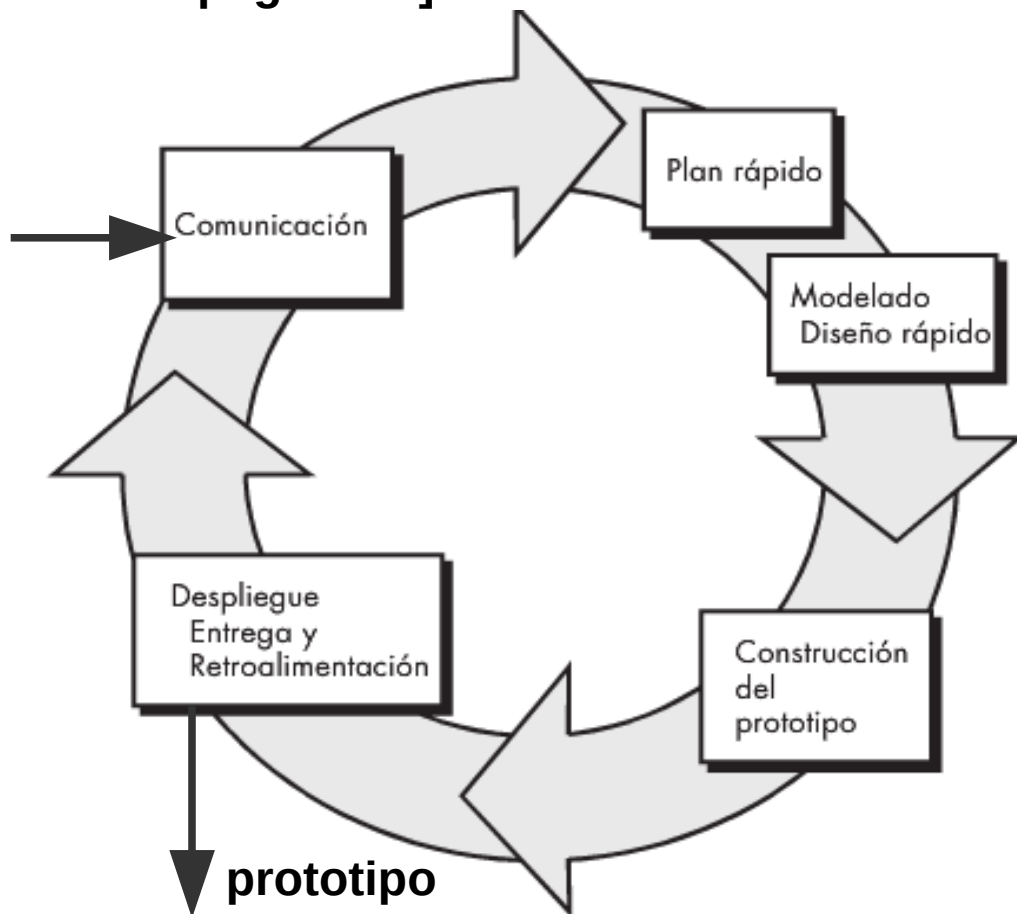 Comunicación
Plan rápido
Modelado
Diseño rápido
Construcción
del
prototipo
Despliegue
Entrega y
Retroalimentación
prototipo